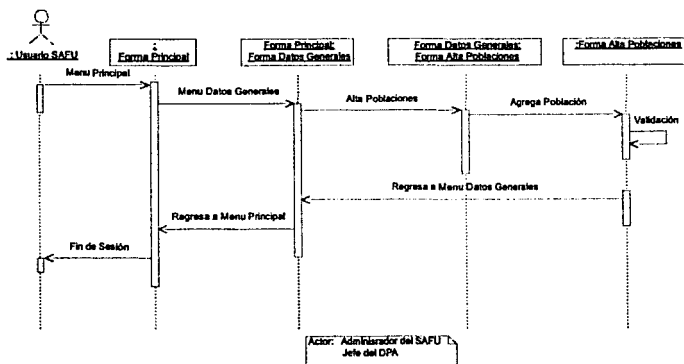 : Usuario SAFU
:
Forma Principal
Forma Principal:
Forma Datos Generales
Forma Datos Generales:
Forma Alta Poblaciones
:Forma Alta Poblaciones
Menu Principal
Menu Datos Generales
Alta Poblaciones
Agrega Población
Validación
Regresa a Menu Datos Generales
Regresa a Menu Principal
Fin de Sesión
Actor: Adminisrador del SAFU
Jefe del DPA